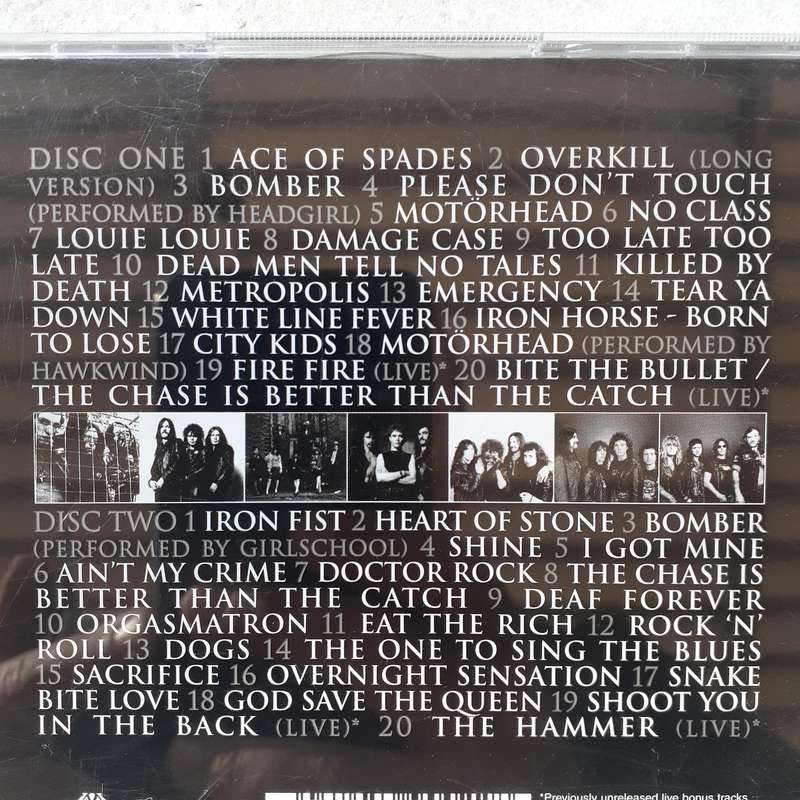 DISC ONE 1 ACE OF SPADES 2 OVERKILL (LONG
VERSION) 3 BOMBER 4 PLEASE DON'T TOUCH
(PERFORMED BY HEADGIRL) 5 MOTÖRHEAD 6 NO CLASS
7 LOUIE LOUIE 8 DAMAGE CASE 9 TOO LATE TOO
LATE 10 DEAD MEN TELL NO TALES 11 KILLED BY
DEATH 12 METROPOLIS 13 EMERGENCY 14 TEAR YA
DOWN 15 WHITE LINE FEVER 16 IRON HORSE - BORN
TO LOSE 17 CITY KIDS 18 MOTÖRHEAD (PERFORMED BY
HAWKWIND) 19 FIRE FIRE (LIVE)* 20 BITE THE BULLET /
THE CHASE IS BETTER THAN THE CATCH (LIVE)*
DISC TWO 1 IRON FIST 2 HEART OF STONE 3 BOMBER
(PERFORMED BY GIRLSCHOOL) 4 SHINE 5 I GOT MINE
6 AIN'T MY CRIME 7 DOCTOR ROCK 8 THE CHASE IS
BETTER THAN THE CATCH 9 DEAF FOREVER
10 ORGASMATRON 11 EAT THE RICH 12 ROCK 'N'
ROLL 13 DOGS 14 THE ONE TO SING THE BLUES
15 SACRIFICE 16 OVERNIGHT SENSATION 17 SNAKE
BITE LOVE 18 GOD SAVE THE QUEEN 19 SHOOT YOU
IN THE BACK (LIVE)* 20 THE HAMMER (LIVE)*
*Previously unreleased live bonus tracks